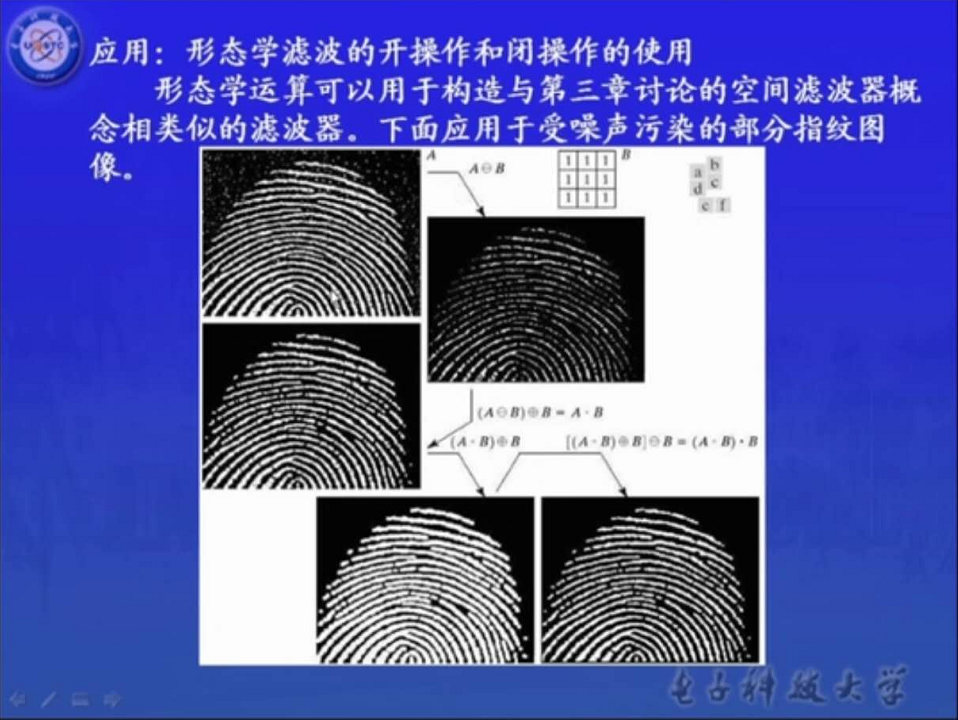 应用：形态学滤波的开操作和闭操作的使用
形态学运算可以用于构造与第三章讨论的空间滤波器概
念相类似的滤波器。下面应用于受噪声污染的部分指纹图
像。
A
A⊖B
1 1 1
1 1 1
1 1 1
B
a b
d c
e f
(A⊖B)⊕B = A · B
(A · B)⊕B
[(A · B)⊕B]⊖B = (A · B) • B
电子科技大学